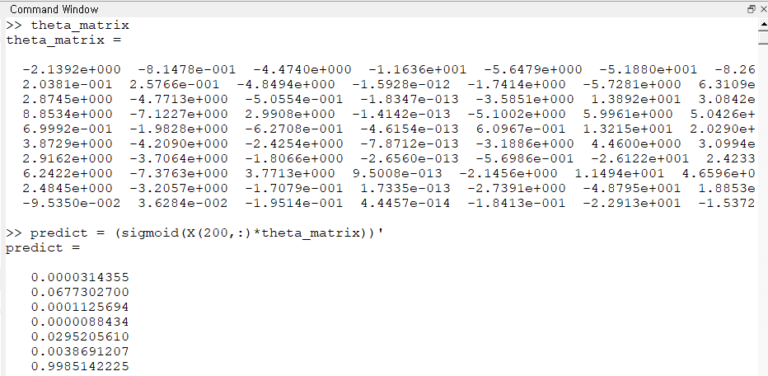 Command Window
>> theta_matrix
theta_matrix =
-2.1392e+000 -8.1478e-001 -4.4740e+000 -1.1636e+001 -5.6479e+000 -5.1880e+001 -8.26
2.0381e-001 2.5766e-001 -4.8494e+000 -1.5928e-012 -1.7414e+000 -5.7281e+000 6.3109e
2.8745e+000 -4.7713e+000 -5.0554e-001 -1.8347e-013 -3.5851e+000 1.3892e+001 3.0842e
8.8534e+000 -7.1227e+000 2.9908e+000 -1.4142e-013 -5.1002e+000 5.9961e+000 5.0426e+
6.9992e-001 -1.9828e+000 -6.2708e-001 -4.6154e-013 6.0967e-001 1.3215e+001 2.0290e+
3.8729e+000 -4.2090e+000 -2.4254e+000 -7.8712e-013 -3.1886e+000 4.4600e+000 3.0994e
2.9162e+000 -3.7064e+000 -1.8066e+000 -2.6560e-013 -5.6986e-001 -2.6122e+001 2.4233
6.2422e+000 -7.3763e+000 3.7713e+000 9.5008e-013 -2.1456e+000 1.1494e+001 4.6596e+0
2.4845e+000 -3.2057e+000 -1.7079e-001 1.7335e-013 -2.7391e+000 -4.8795e+001 1.8853e
-9.5350e-002 3.6284e-002 -1.9514e-001 4.4457e-014 -1.8413e-001 -2.2913e+001 -1.5372
>> predict = (sigmoid(X(200,:)*theta_matrix))'
predict =
0.0000314355
0.0677302700
0.0001125694
0.0000088434
0.0295205610
0.0038691207
0.9985142225